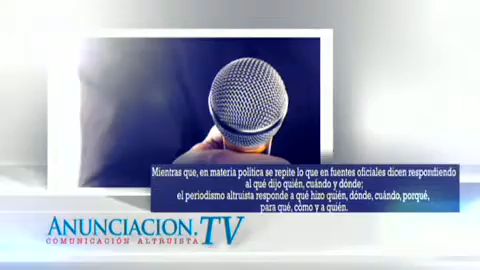 Mientras que, en materia política se repite lo que en fuentes oficiales dicen respondiendo
al qué dijo quién, cuándo y dónde;
el periodismo altruista responde a qué hizo quién, dónde, cuándo, porqué,
para qué, cómo y a quién.
ANUNCIACION.TV
COMUNICACIÓN ALTRUISTA